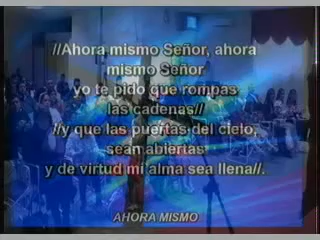 //Ahora mismo Señor, ahora
mismo Señor
yo te pido que rompas
las cadenas//
//y que las puertas del cielo,
sean abiertas
y de virtud mi alma sea llena//.
AHORA MISMO